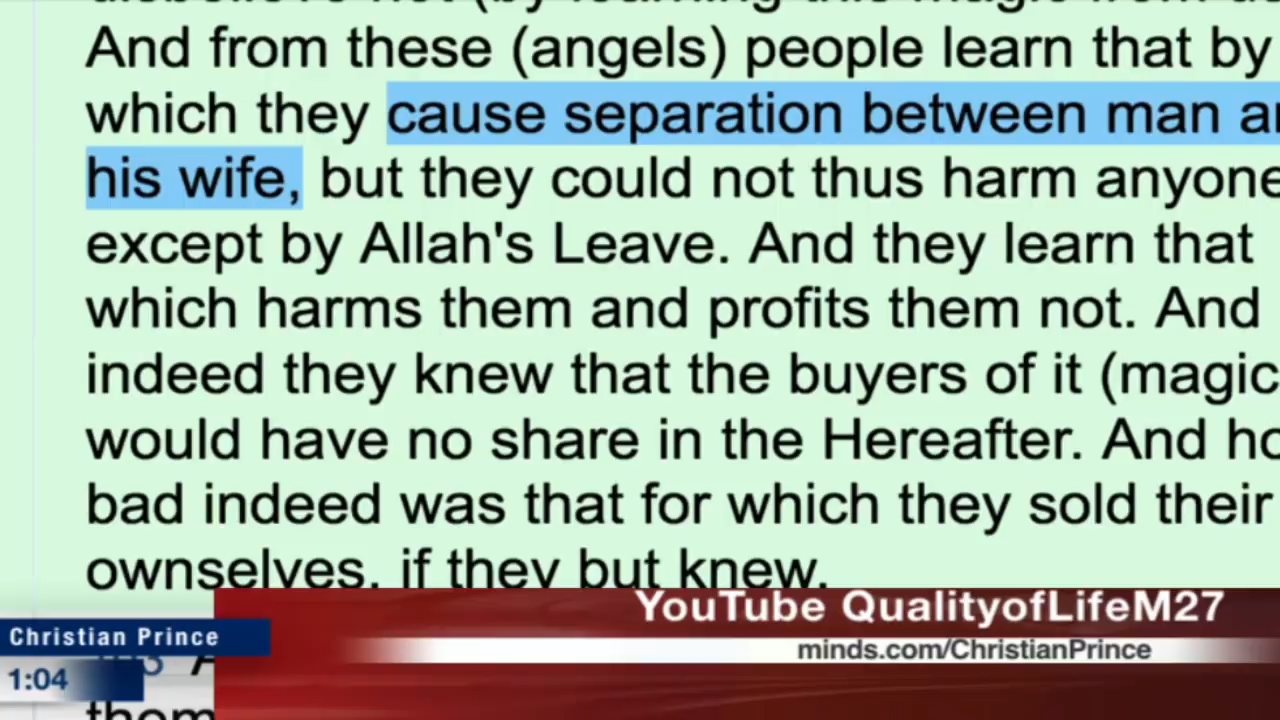 And from these (angels) people learn that by
which they cause separation between man
his wife, but they could not thus harm anyone
except by Allah's Leave. And they learn that
which harms them and profits them not. And
indeed they knew that the buyers of it (magic
would have no share in the Hereafter. And
bad indeed was that for which they sold their
ownselves, if they but knew.
YouTube QualityofLifeM27
Christian Prince
minds.com/ChristianPrince
1:04